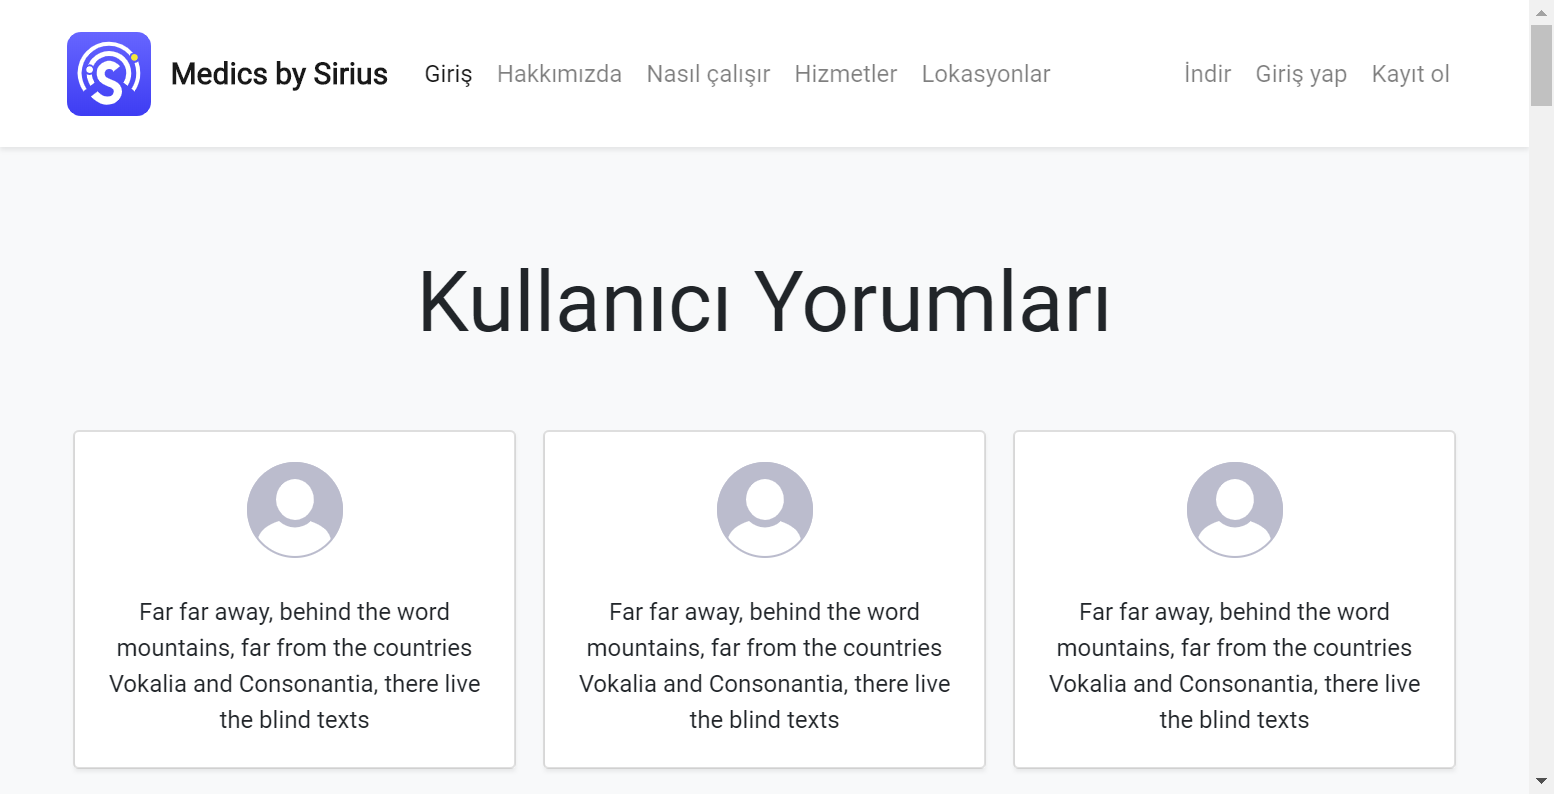 Medics by Sirius Giriş Hakkımızda Nasıl çalışır Hizmetler Lokasyonlar İndir Giriş yap Kayıt ol
Kullanıcı Yorumları
Far far away, behind the word
mountains, far from the countries
Vokalia and Consonantia, there live
the blind texts
Far far away, behind the word
mountains, far from the countries
Vokalia and Consonantia, there live
the blind texts
Far far away, behind the word
mountains, far from the countries
Vokalia and Consonantia, there live
the blind texts